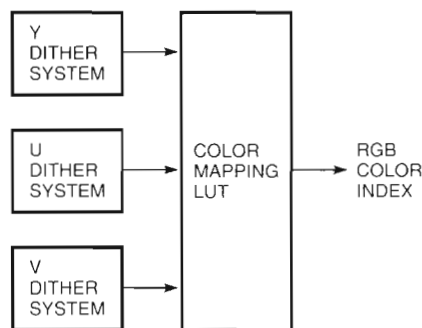 Y
DITHER
SYSTEM
U
DITHER
SYSTEM
V
DITHER
SYSTEM
COLOR
MAPPING
LUT
RGB
COLOR
INDEX